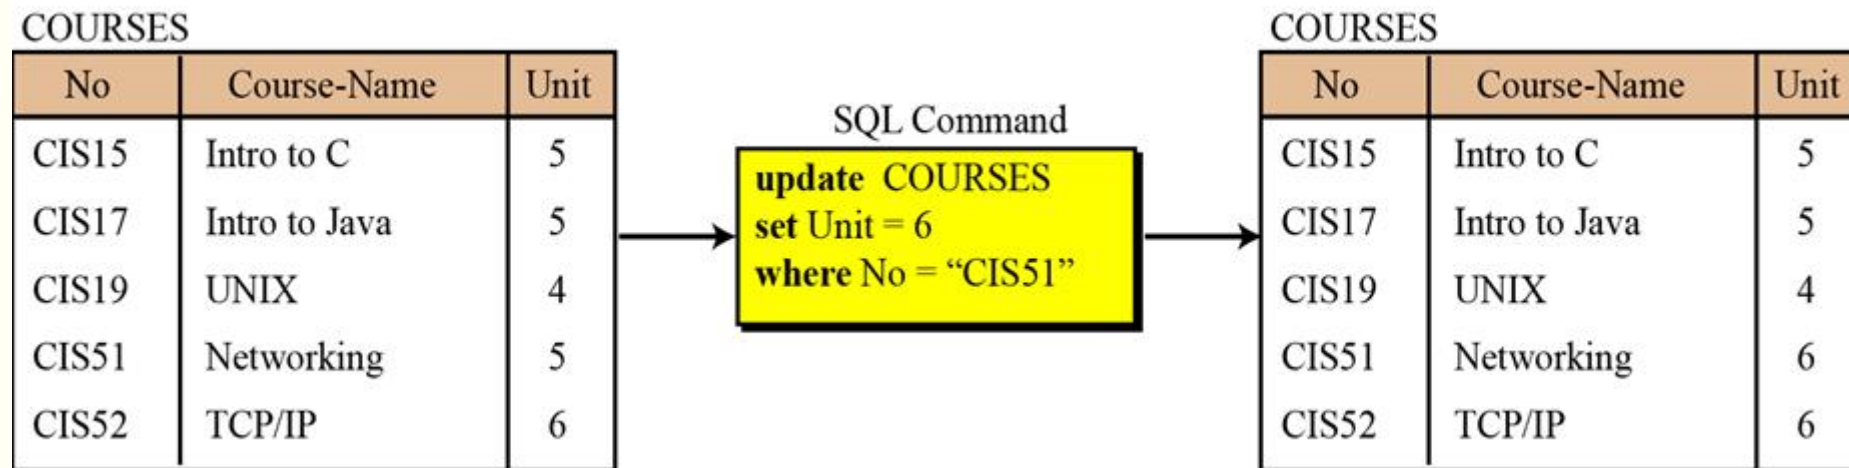 COURSES
No Course-Name Unit
CIS15 Intro to C 5
CIS17 Intro to Java 5
CIS19 UNIX 4
CIS51 Networking 5
CIS52 TCP/IP 6
SQL Command
update COURSES
set Unit = 6
where No = “CIS51”
COURSES
No Course-Name Unit
CIS15 Intro to C 5
CIS17 Intro to Java 5
CIS19 UNIX 4
CIS51 Networking 6
CIS52 TCP/IP 6